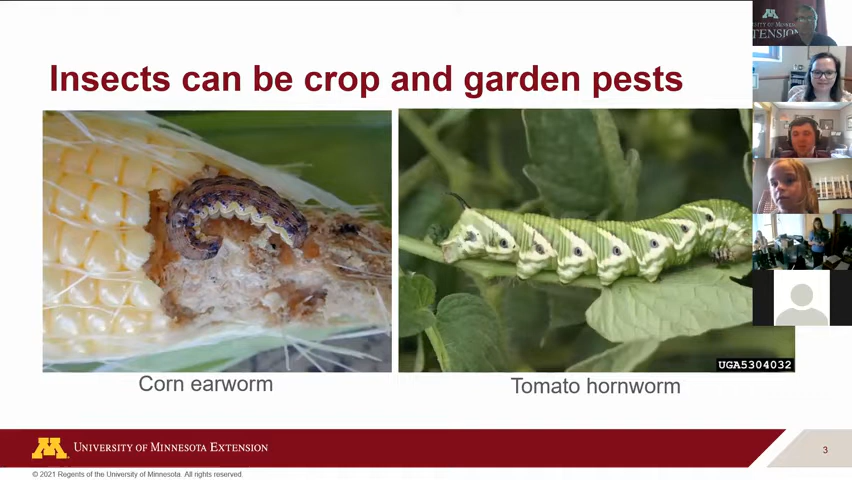 Insects can be crop and garden pests
UGA5304032
Corn earworm
Tomato hornworm
M
UNIVERSITY OF MINNESOTA EXTENSION
3
© 2021 Regents of the University of Minnesota. All rights reserved.